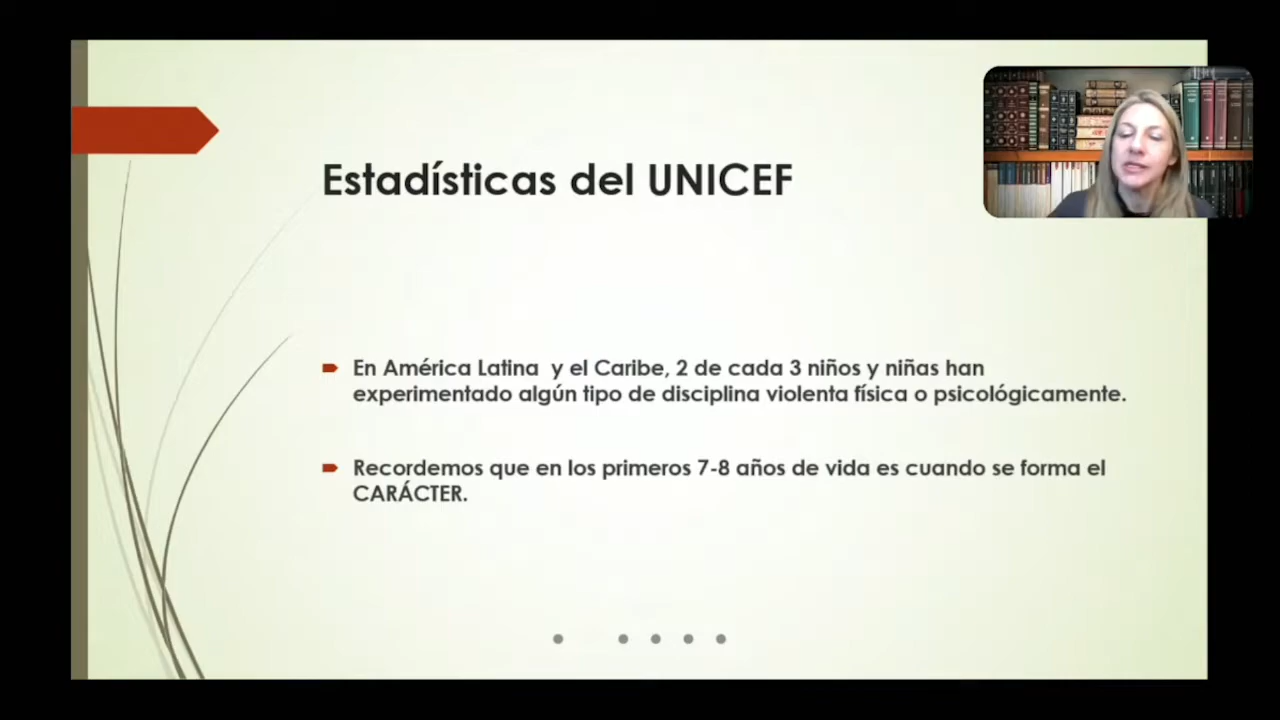 Estadísticas del UNICEF
En América Latina y el Caribe, 2 de cada 3 niños y niñas han
experimentado algún tipo de disciplina violenta física o psicológicamente.
Recordemos que en los primeros 7-8 años de vida es cuando se forma el
CARÁCTER.